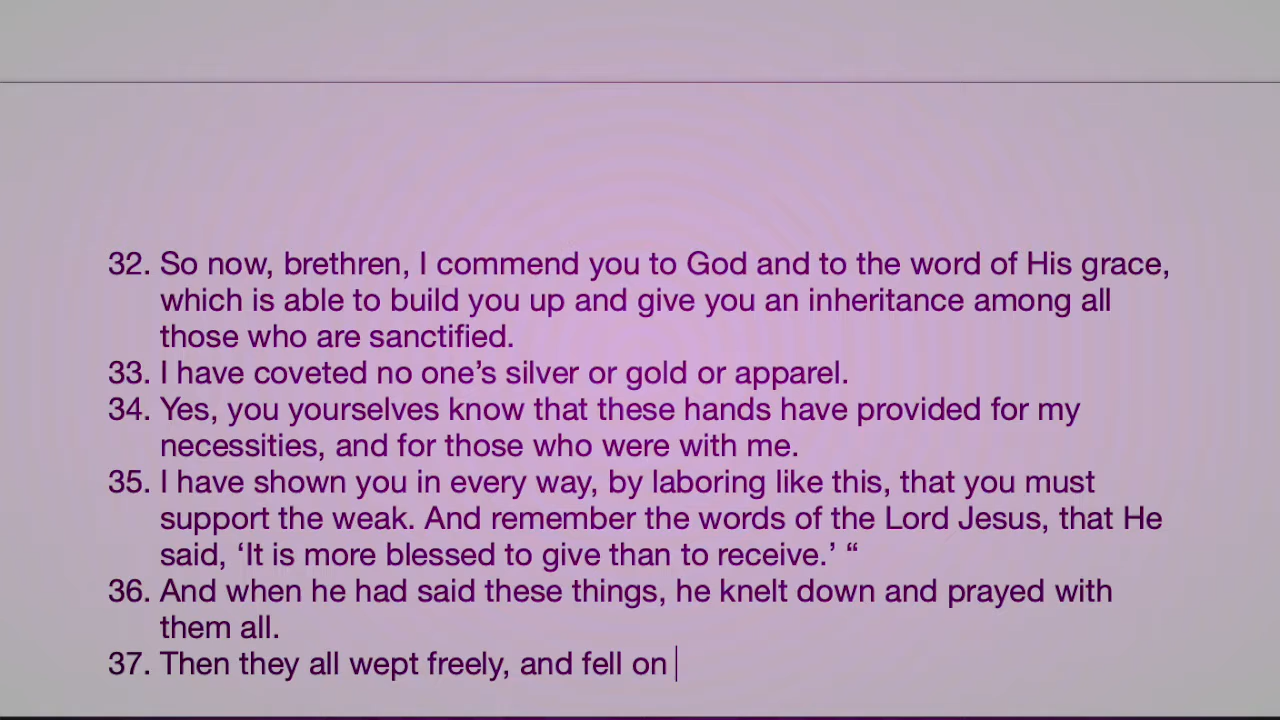 32. So now, brethren, I commend you to God and to the word of His grace,
which is able to build you up and give you an inheritance among all
those who are sanctified.
33. I have coveted no one’s silver or gold or apparel.
34. Yes, you yourselves know that these hands have provided for my
necessities, and for those who were with me.
35. I have shown you in every way, by laboring like this, that you must
support the weak. And remember the words of the Lord Jesus, that He
said, ‘It is more blessed to give than to receive.’ “
36. And when he had said these things, he knelt down and prayed with
them all.
37. Then they all wept freely, and fell on